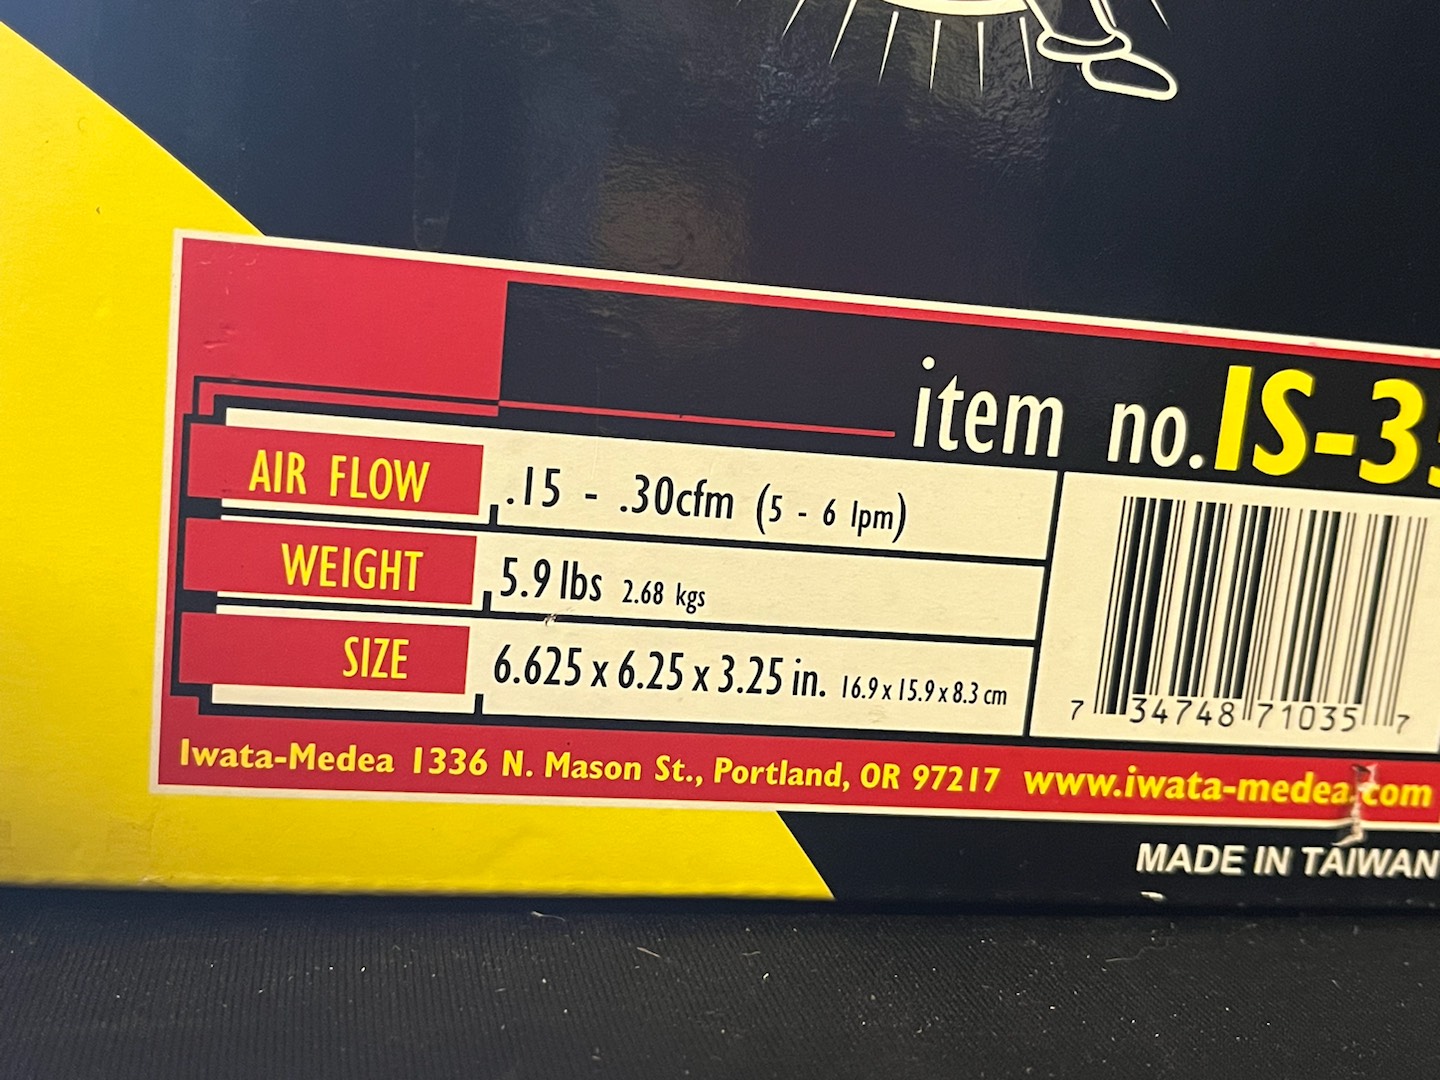 item no. IS-35
AIR FLOW .15 - .30cfm (5 - 6 lpm)
WEIGHT 5.9 lbs 2.68 kgs
SIZE 6.625 x 6.25 x 3.25 in. 16.9 x 15.9 x 8.3 cm
7 34748 71035 7
Iwata-Medea 1336 N. Mason St., Portland, OR 97217 www.iwata-medea.com
MADE IN TAIWAN